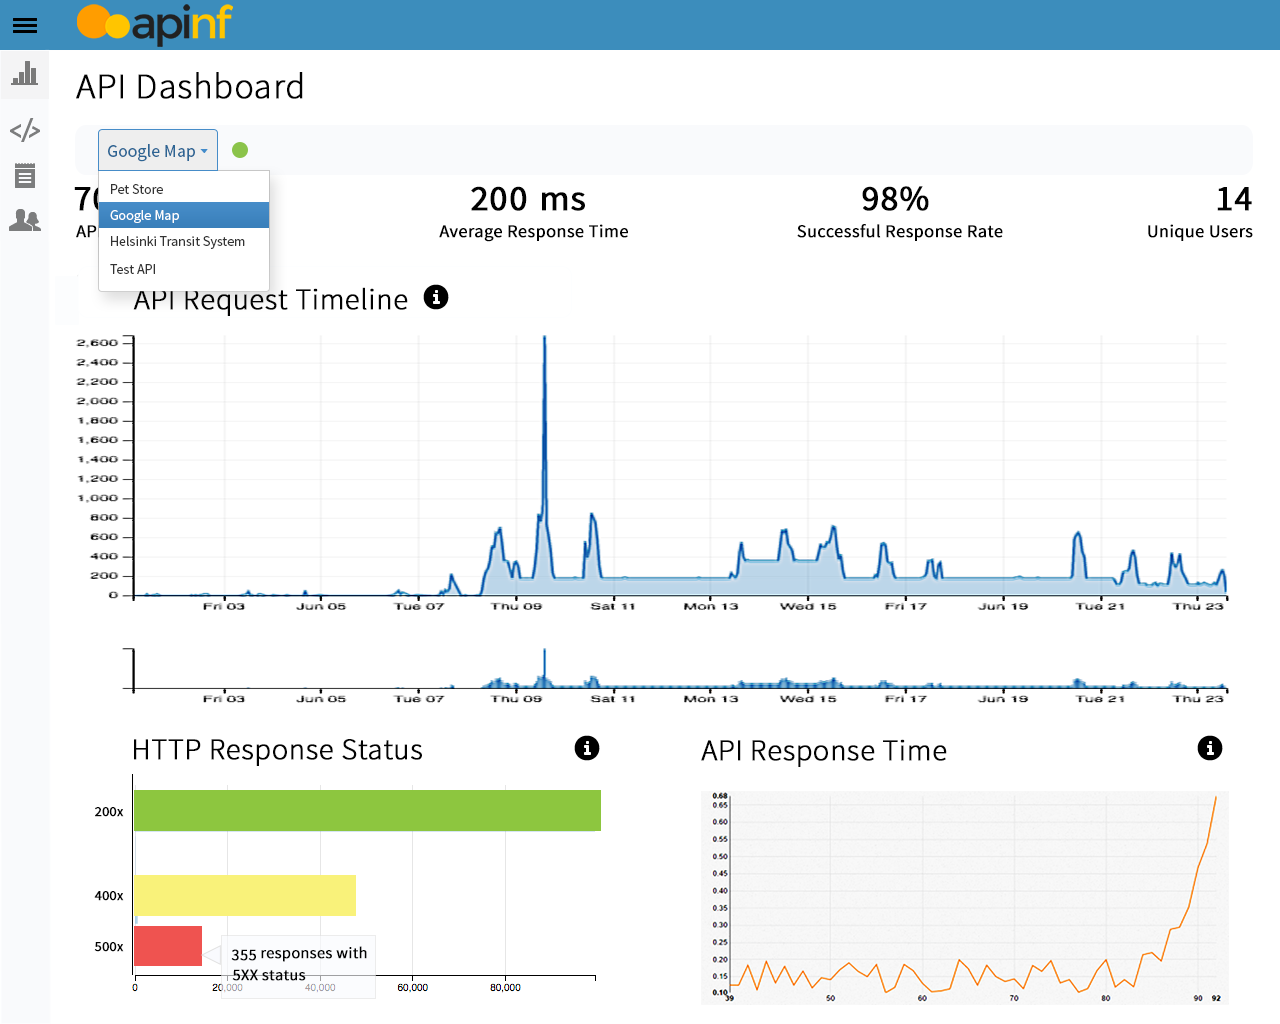 apinf
API Dashboard
Google Map
Pet Store
Google Map
Helsinki Transit System
Test API
200 ms
98%
14
Average Response Time
Successful Response Rate
Unique Users
API Request Timeline
2,600
2,400
2,200
2,000
1,800
1,600
1,400
1,200
1,000
800
600
400
200
0
Fri 03 Jun 05 Tue 07 Thu 09 Sat 11 Mon 13 Wed 15 Fri 17 Jun 19 Tue 21 Thu 23
Fri 03 Jun 05 Tue 07 Thu 09 Sat 11 Mon 13 Wed 15 Fri 17 Jun 19 Tue 21 Thu 23
HTTP Response Status
200x
400x
500x
355 responses with
5XX status
0 20,000 40,000 60,000 80,000
API Response Time
0.68
0.65
0.60
0.55
0.50
0.45
0.40
0.35
0.30
0.25
0.20
0.15
0.10
39 50 60 70 80 90 92